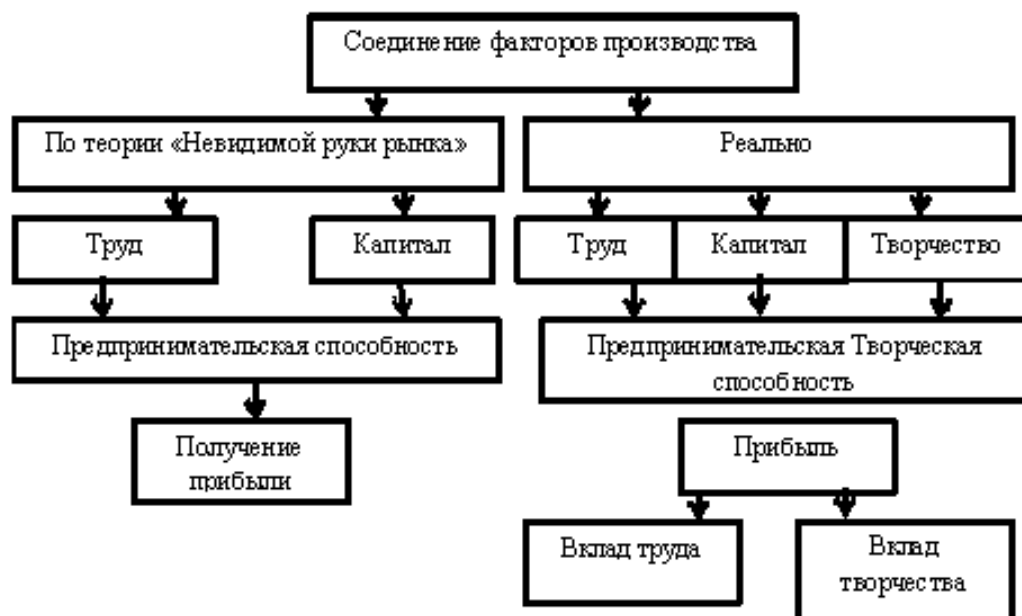 Соединение факторов производства
По теории «Невидимой руки рынка»
Реально
Труд
Капитал
Труд
Капитал
Творчество
Предпринимательская способность
Предпринимательская Творческая
способность
Получение
прибыли
Прибыль
Вклад труда
Вклад
творчества